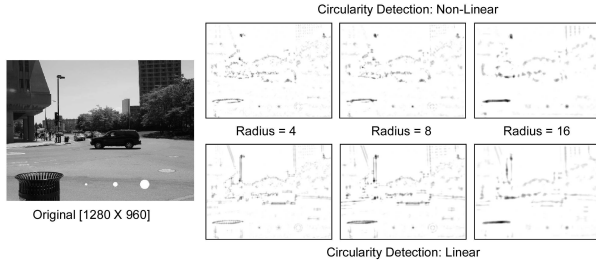 Circularity Detection: Non-Linear
Radius = 4
Radius = 8
Radius = 16
Original [1280 X 960]
Circularity Detection: Linear